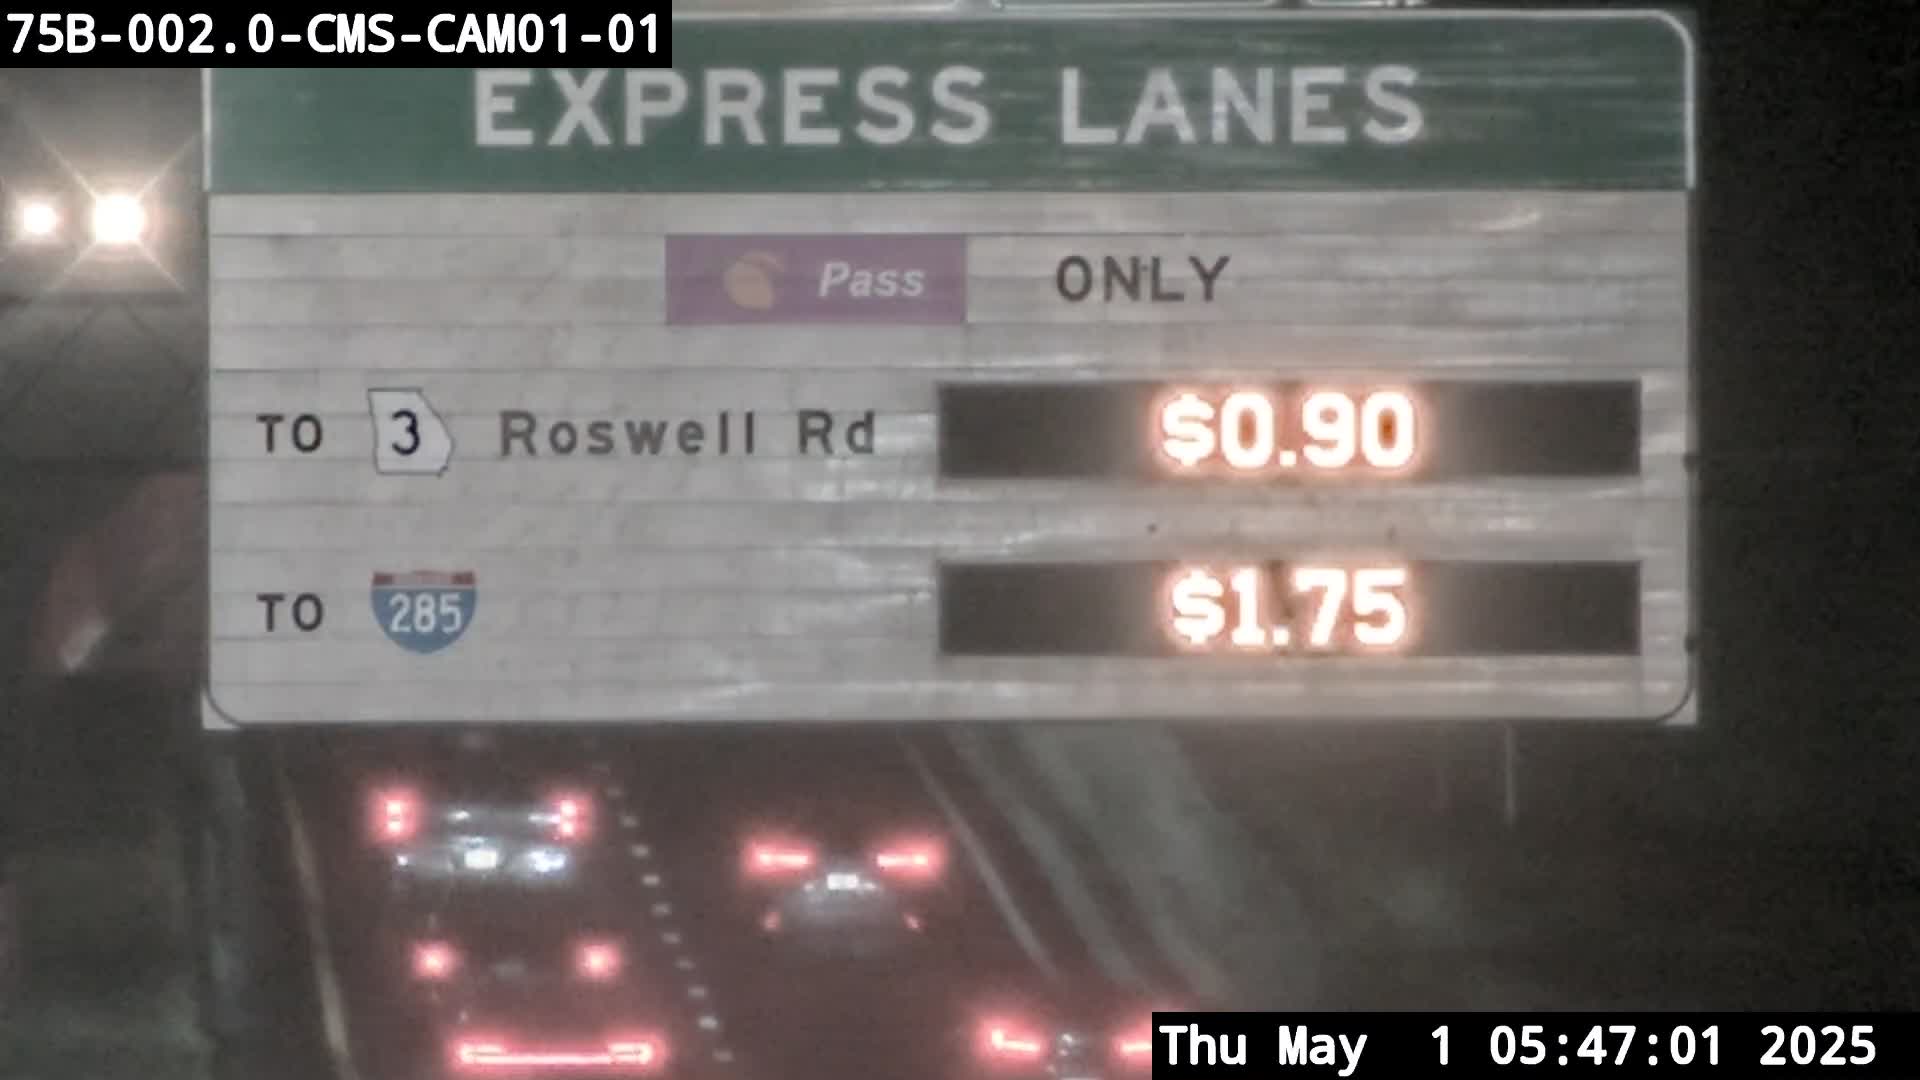 75B-002.0-CMS-CAM01-01
EXPRESS LANES
Pass ONLY
TO 3 Roswell Rd $0.90
TO 285 $1.75
Thu May 1 05:47:01 2025